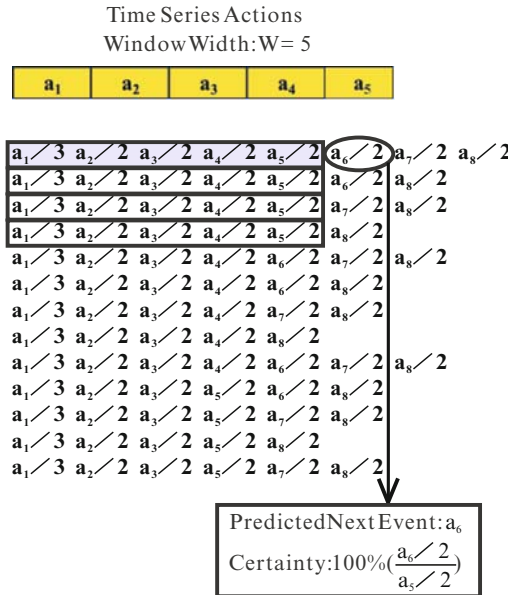 Time Series Actions
Window Width: W= 5
a₁ a₂ a₃ a₄ a₅
a₁/3 a₂/2 a₃/2 a₄/2 a₅/2 a₆/2 a₇/2 a₈/2
a₁/3 a₂/2 a₃/2 a₄/2 a₅/2 a₆/2 a₈/2
a₁/3 a₂/2 a₃/2 a₄/2 a₅/2 a₇/2 a₈/2
a₁/3 a₂/2 a₃/2 a₄/2 a₅/2 a₈/2
a₁/3 a₂/2 a₃/2 a₄/2 a₆/2 a₇/2 a₈/2
a₁/3 a₂/2 a₃/2 a₄/2 a₆/2 a₈/2
a₁/3 a₂/2 a₃/2 a₄/2 a₇/2 a₈/2
a₁/3 a₂/2 a₃/2 a₄/2 a₈/2
a₁/3 a₂/2 a₃/2 a₄/2 a₆/2 a₇/2 a₈/2
a₁/3 a₂/2 a₃/2 a₅/2 a₆/2 a₈/2
a₁/3 a₂/2 a₃/2 a₅/2 a₇/2 a₈/2
a₁/3 a₂/2 a₃/2 a₅/2 a₈/2
a₁/3 a₂/2 a₃/2 a₅/2 a₇/2 a₈/2
Predicted Next Event: a₆
Certainty:100%(a₆/2 / a₅/2)